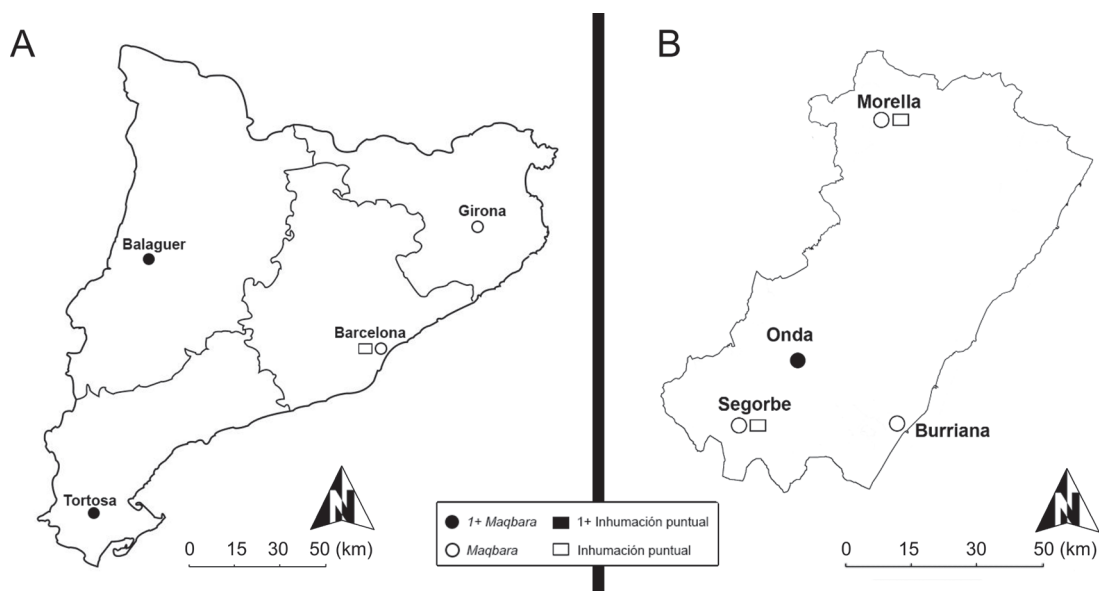 A
Balaguer
Girona
Barcelona
Tortosa
N
0 15 30 50 (km)
B
Morella
Onda
Segorbe
Burriana
N
0 15 30 50 (km)
1+ Maqbara 1+ Inhumación puntual
Maqbara Inhumación puntual